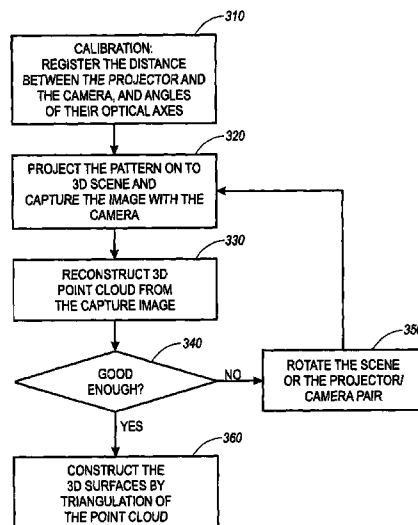 310
CALIBRATION:
REGISTER THE DISTANCE
BETWEEN THE PROJECTOR AND
THE CAMERA, AND ANGLES
OF THEIR OPTICAL AXES
320
PROJECT THE PATTERN ON TO
3D SCENE AND
CAPTURE THE IMAGE WITH THE
CAMERA
330
RECONSTRUCT 3D
POINT CLOUD FROM
THE CAPTURE IMAGE
340
GOOD
ENOUGH?
NO
350
ROTATE THE SCENE
OR THE PROJECTOR/
CAMERA PAIR
YES
360
CONSTRUCT THE
3D SURFACES BY
TRIANGULATION OF
THE POINT CLOUD